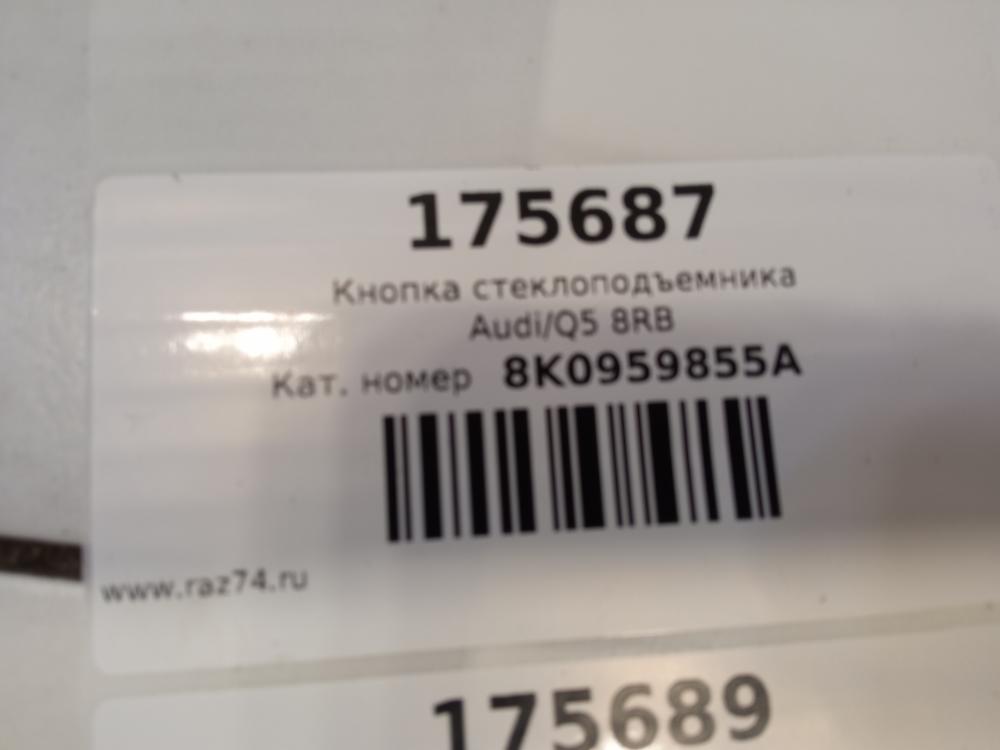 175687
Кнопка стеклоподъемника
Audi/Q5 8RB
Кат. номер 8K0959855A
www.raz74.ru
175689